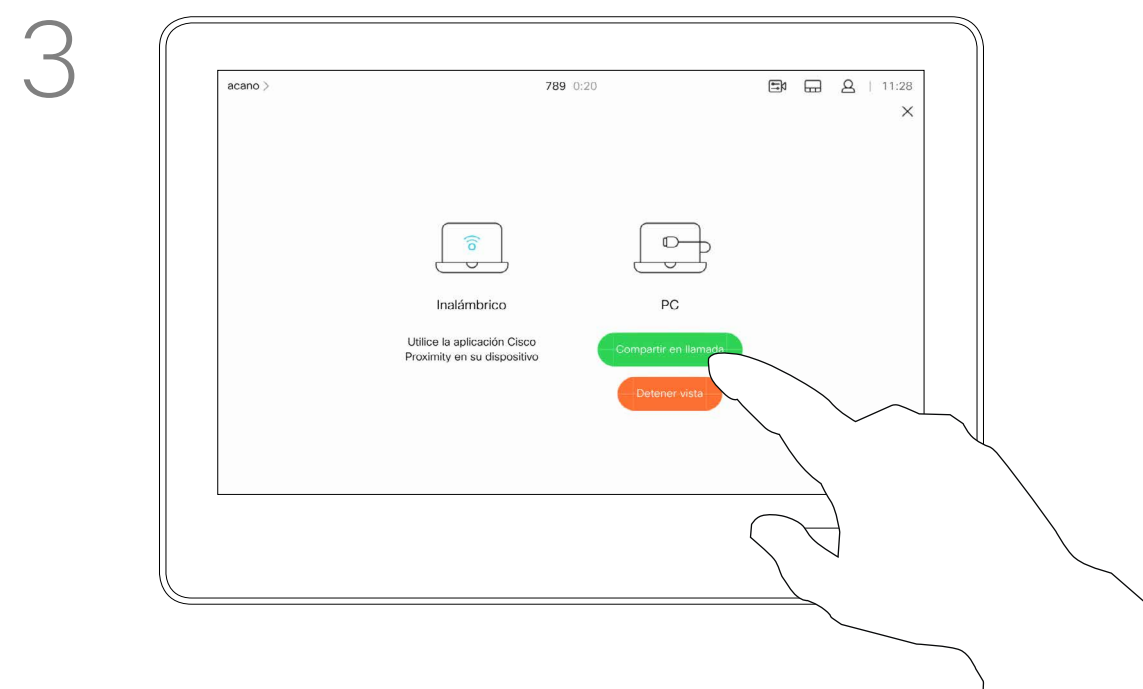 3
acano >
789 0:20
11:28
Inalámbrico
PC
Utilice la aplicación Cisco
Proximity en su dispositivo
Compartir en llamada
Detener vista